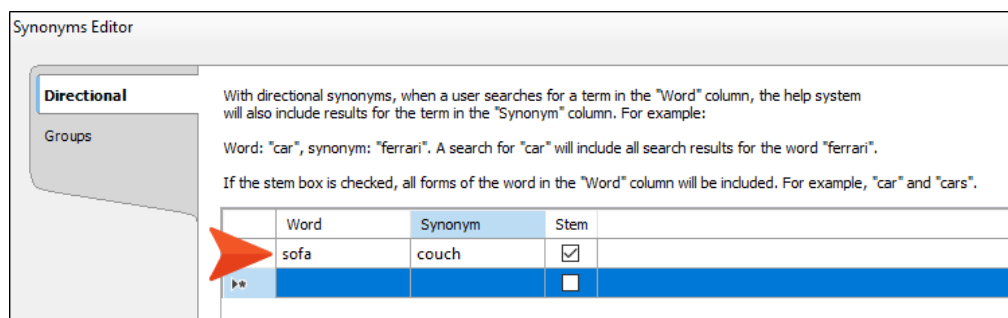 Synonyms Editor
Directional
Groups
With directional synonyms, when a user searches for a term in the "Word" column, the help system
will also include results for the term in the "Synonym" column. For example:
Word: "car", synonym: "ferrari". A search for "car" will include all search results for the word "ferrari".
If the stem box is checked, all forms of the word in the "Word" column will be included. For example, "car" and "cars".
Word Synonym Stem
sofa couch